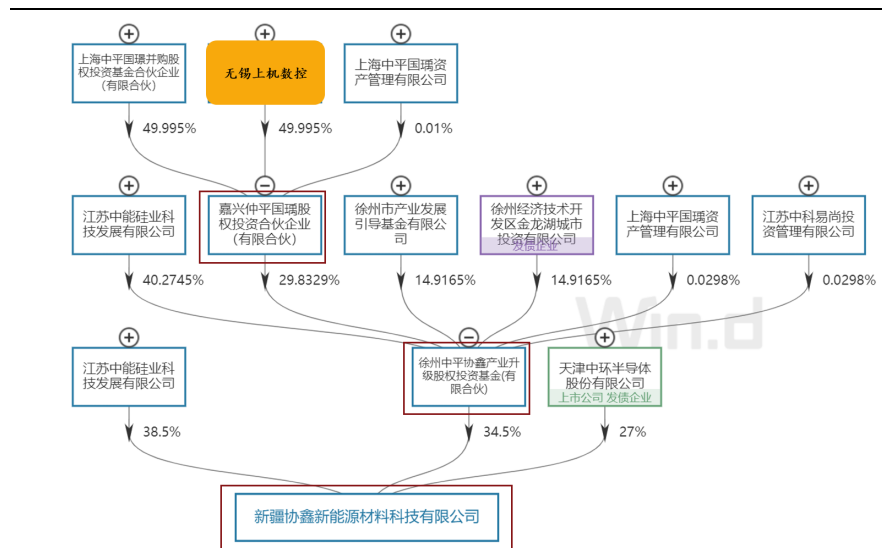 上海中平国璟并购股
权投资基金合伙企业
(有限合伙)
无锡上机数控
上海中平国瑀资
产管理有限公司
49.995%
49.995%
0.01%
江苏中能硅业科
技发展有限公司
嘉兴仲平国瑀股
权投资合伙企业
(有限合伙)
徐州市产业发展
引导基金有限公
司
徐州经济技术开
发区金龙湖城市
投资有限公司
发债企业
上海中平国瑀资
产管理有限公司
江苏中科易尚投
资管理有限公司
40.2745%
29.8329%
14.9165%
14.9165%
0.0298%
0.0298%
Win.d
江苏中能硅业科
技发展有限公司
徐州中平协鑫产业升
级股权投资基金(有
限合伙)
天津中环半导体
股份有限公司
上市公司 发债企业
38.5%
34.5%
27%
新疆协鑫新能源材料科技有限公司